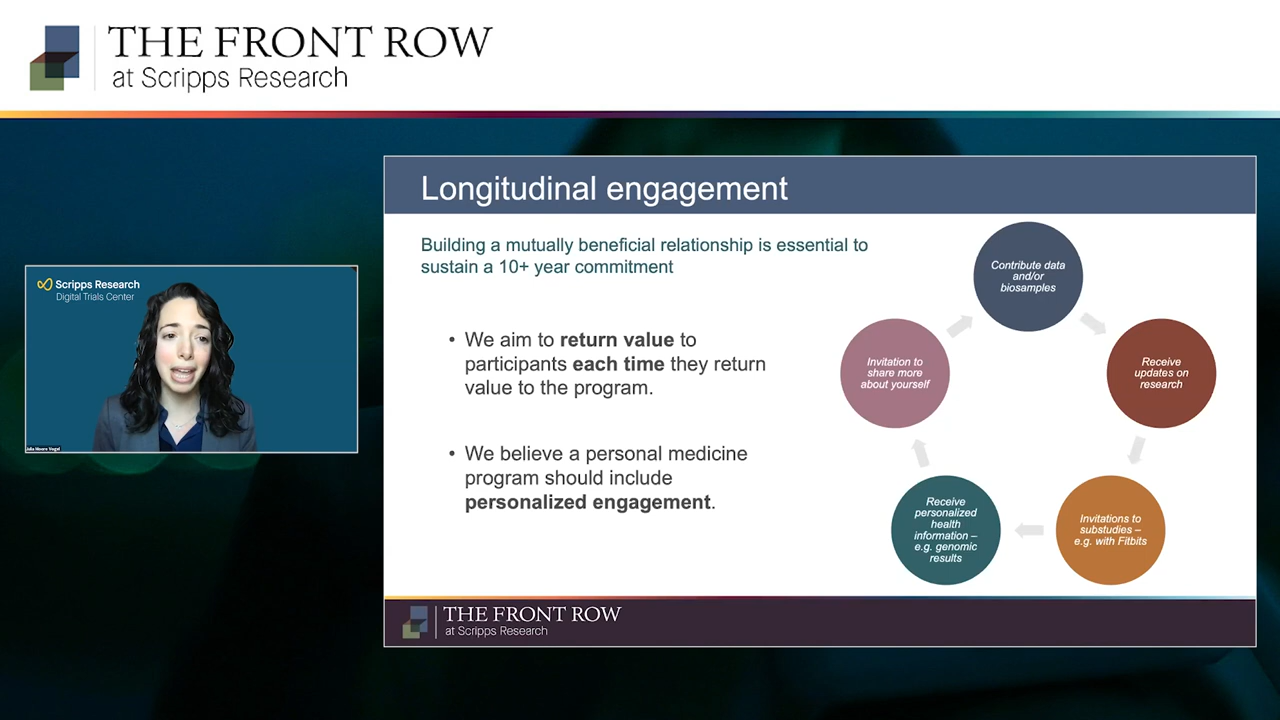 THE FRONT ROW
at Scripps Research
Scripps Research
Digital Trials Center
Julia Moore Vogel
Longitudinal engagement
Building a mutually beneficial relationship is essential to
sustain a 10+ year commitment
• We aim to return value to
participants each time they return
value to the program.
• We believe a personal medicine
program should include
personalized engagement.
Contribute data
and/or
biosamples
Receive
updates on
research
Invitations to
substudies –
e.g. with Fitbits
Receive
personalized
health
information –
e.g. genomic
results
Invitation to
share more
about yourself
THE FRONT ROW
at Scripps Research